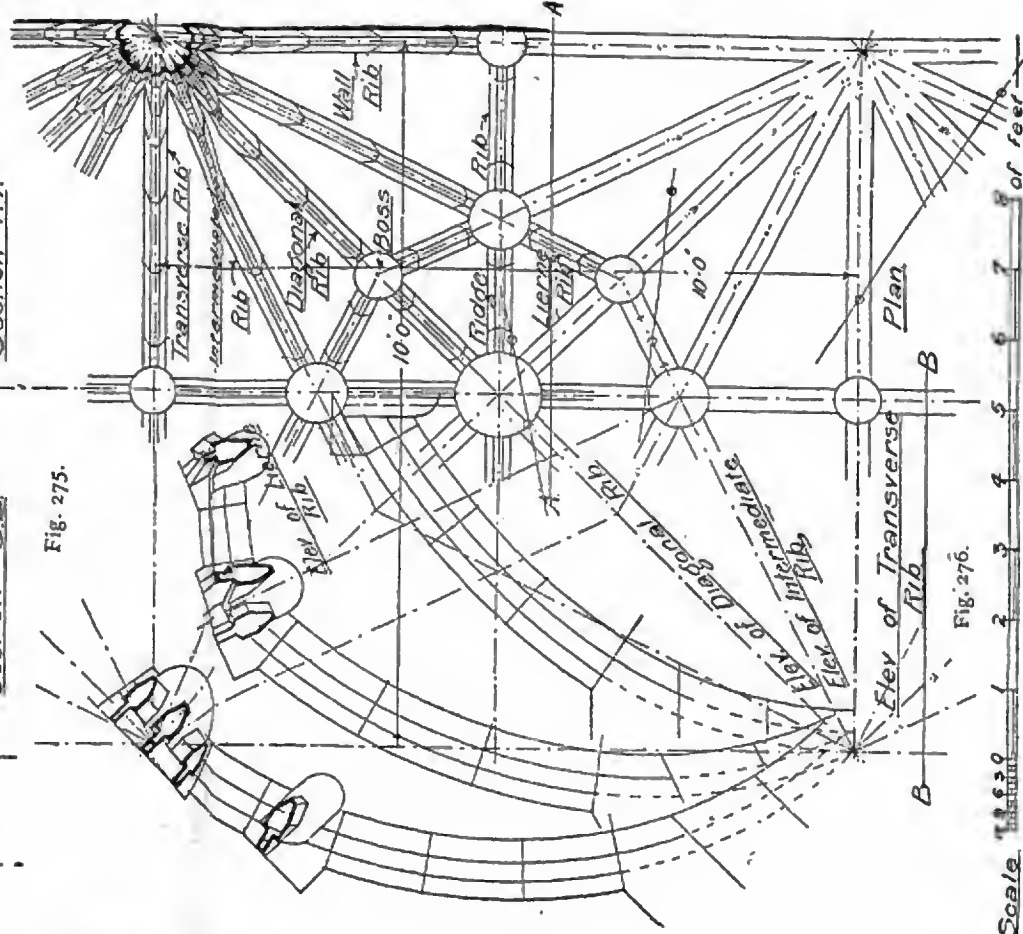 A
Wall
Rib
Transverse Rib
Intermediate
Rib
Diagonal
Rib
Boss
10'.0"
Ridge Rib
Lierne
Rib
10'.0"
Plan
Fig. 275.
Elev of
Rib
Elev of Diagonal Rib
Elev. of Intermediate
Rib
Elev of Transverse
Rib
B
B
Fig. 276.
Scale
1 2 3 4 5 6 7 8 of Feet